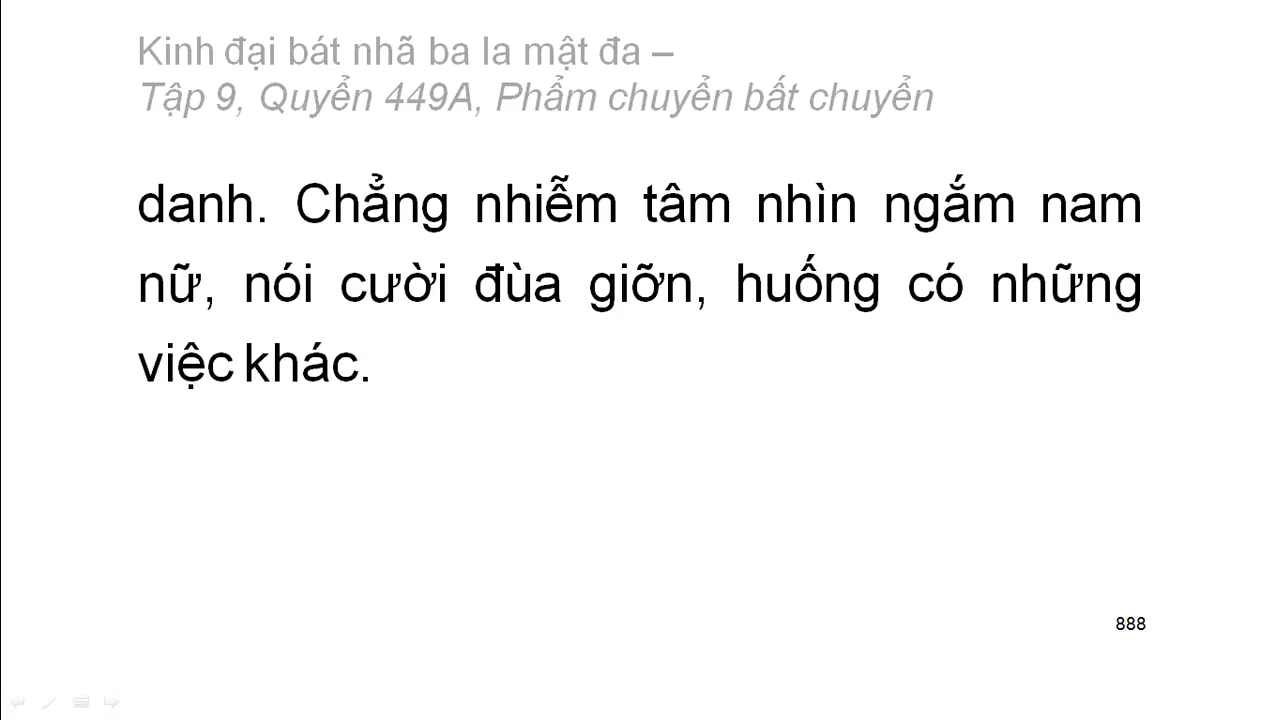 Kinh đại bát nhã ba la mật đa –
Tập 9, Quyển 449A, Phẩm chuyển bất chuyển
danh. Chẳng nhiễm tâm nhìn ngắm nam
nữ, nói cười đùa giỡn, huống có những
việc khác.
888